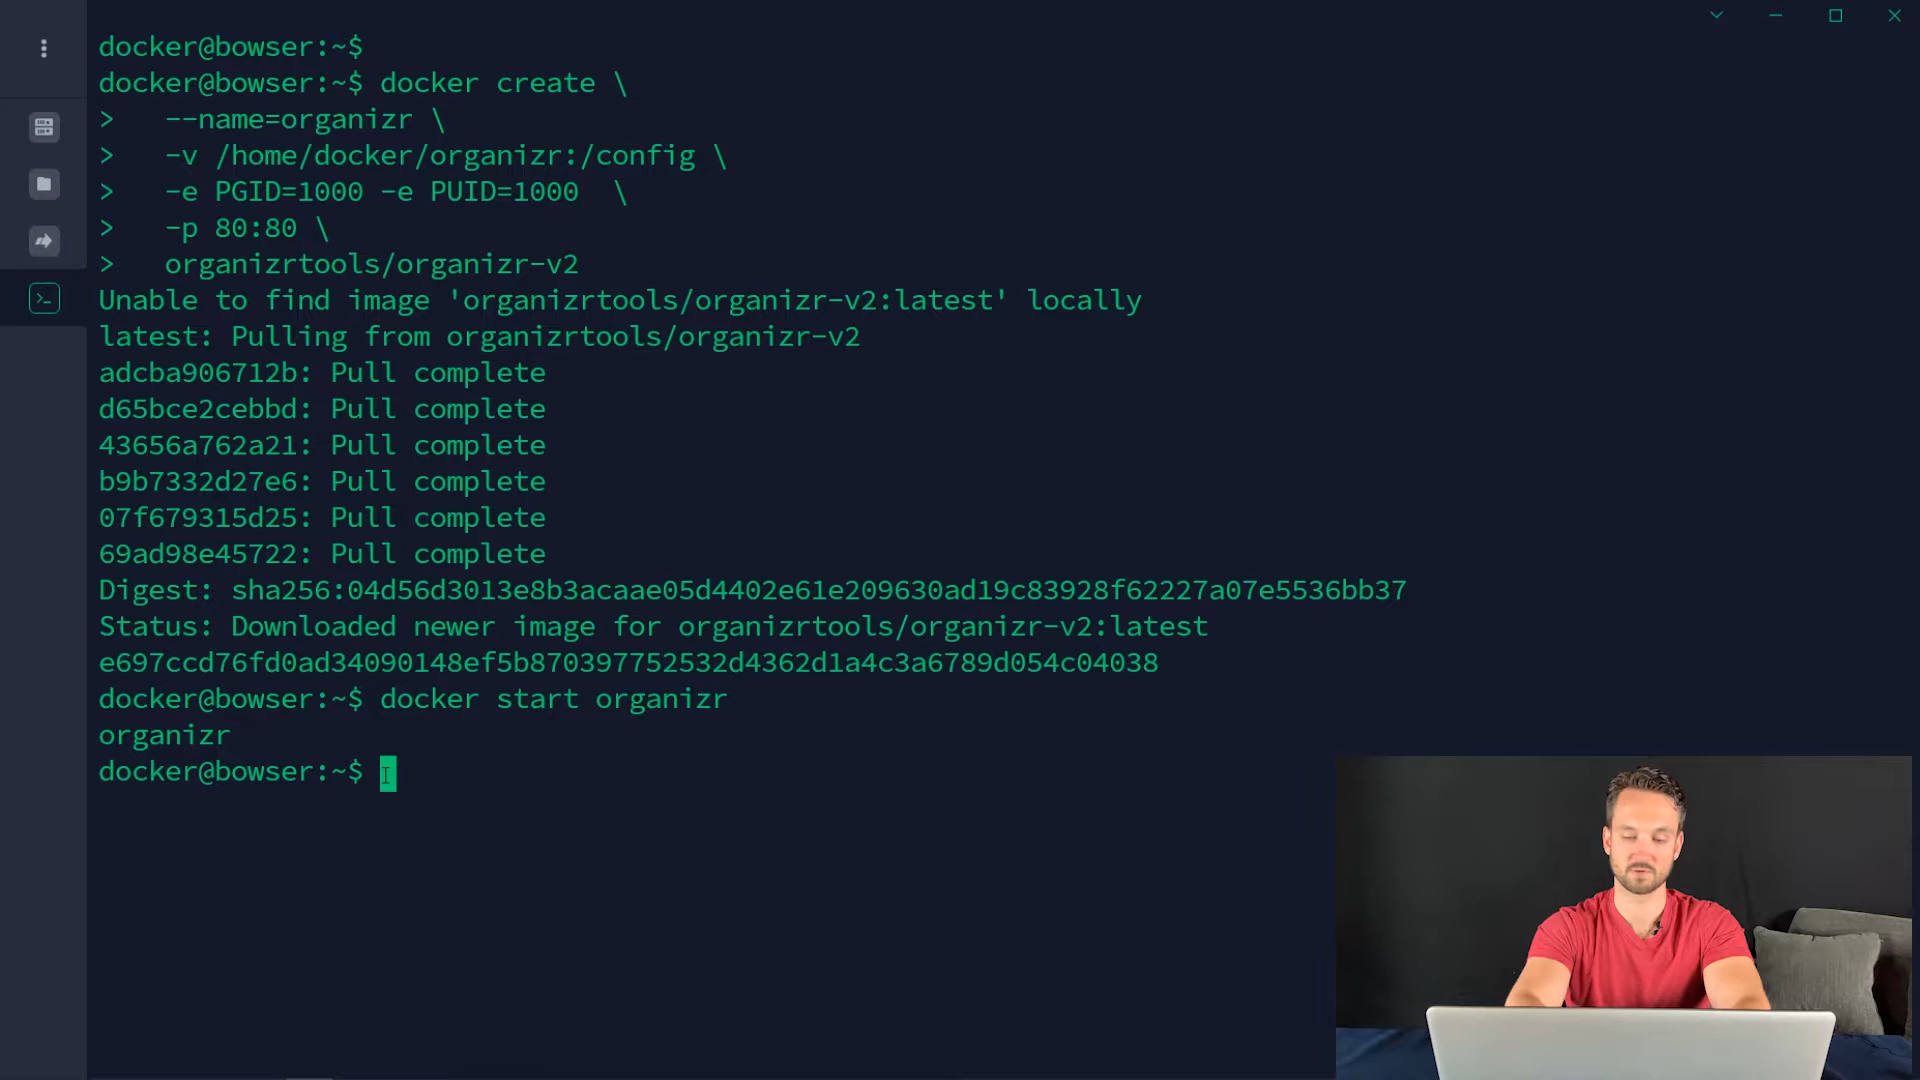 docker@bowser:~$
docker@bowser:~$ docker create \
>   --name=organizr \
>   -v /home/docker/organizr:/config \
>   -e PGID=1000 -e PUID=1000  \
>   -p 80:80 \
>   organizrtools/organizr-v2
Unable to find image 'organizrtools/organizr-v2:latest' locally
latest: Pulling from organizrtools/organizr-v2
adcba906712b: Pull complete
d65bce2cebbd: Pull complete
43656a762a21: Pull complete
b9b7332d27e6: Pull complete
07f679315d25: Pull complete
69ad98e45722: Pull complete
Digest: sha256:04d56d3013e8b3acaae05d4402e61e209630ad19c83928f62227a07e5536bb37
Status: Downloaded newer image for organizrtools/organizr-v2:latest
e697ccd76fd0ad34090148ef5b870397752532d4362d1a4c3a6789d054c04038
docker@bowser:~$ docker start organizr
organizr
docker@bowser:~$